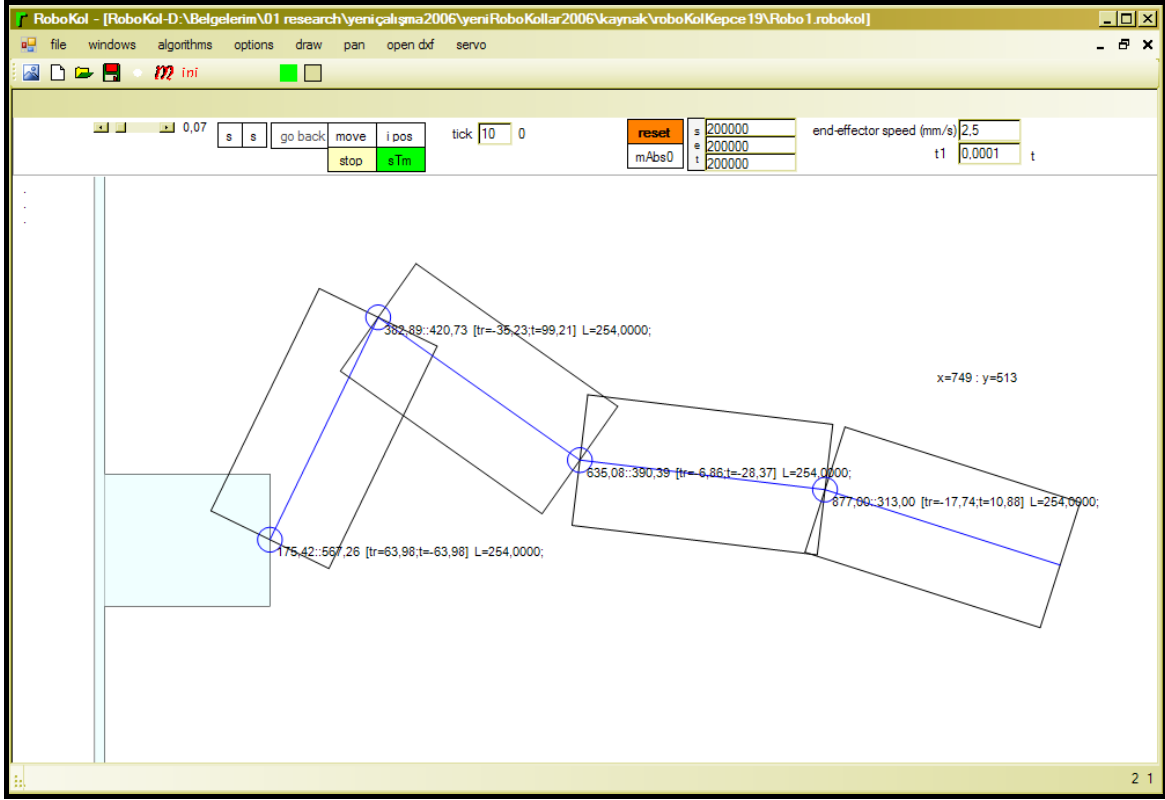 RoboKol - [RoboKol-D:\Belgelerim\01 research\yeniçalışma2006\yeniRoboKollar2006\kaynak\roboKolKepce19\Robo1.robokol]
file windows algorithms options draw pan open dxf servo
m ini
0,07 s s go back move i pos tick 10 0 reset s 200000 end-effector speed (mm/s) 2,5
e 200000
stop sTm mAbs0 t 200000 t1 0,0001 t
382,89::420,73 [tr=-35,23;t=99,21] L=254,0000;
x=749 : y=513
635,08::390,39 [tr=-6,86;t=-28,37] L=254,0000;
877,00::313,00 [tr=-17,74;t=10,88] L=254,0000;
175,42::567,26 [tr=63,98;t=-63,98] L=254,0000;
2 1